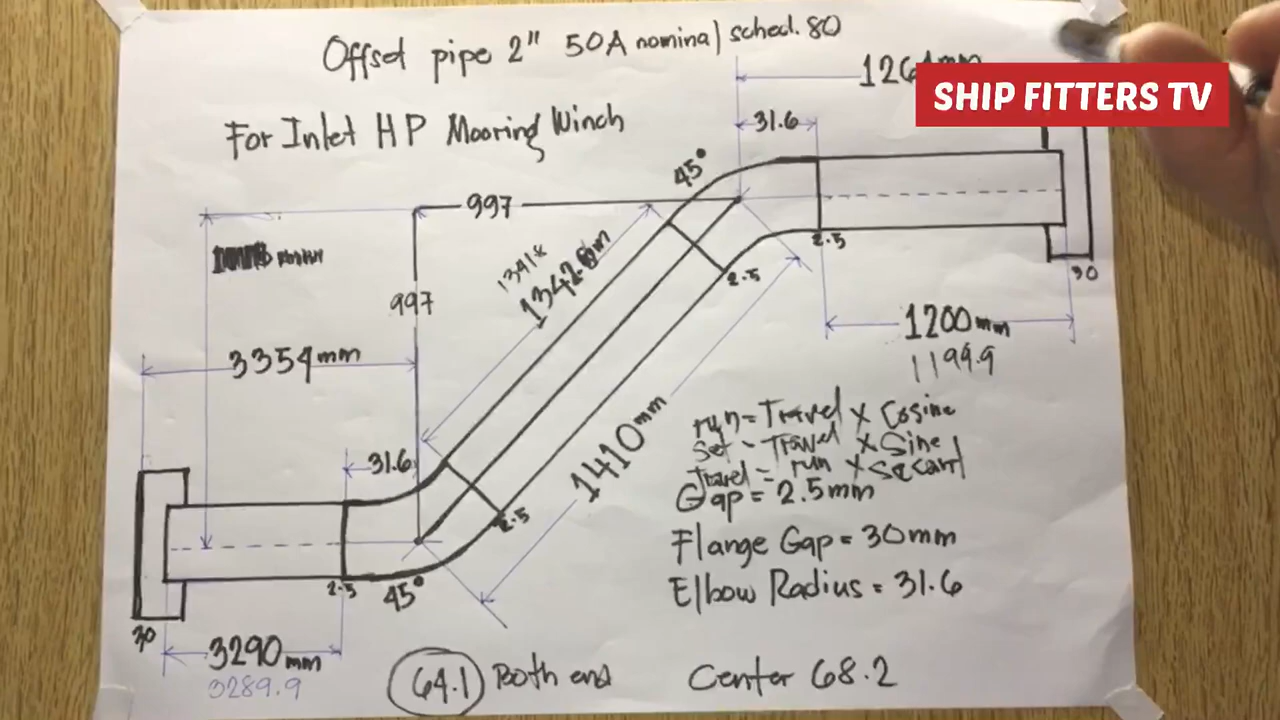 Offset pipe 2" 50A nominal sched. 80
SHIP FITTERS TV
For Inlet HP Mooring Winch
31.6
45°
997
2.5
1341.8
1342.6mm
2.5
997
30
1200mm
1199.9
3354mm
1410mm
run = Travel x Cosine
Set = Travel x Sine
Travel = run x Secant
Gap = 2.5mm
31.6
2.5
Flange Gap = 30mm
2.5
45°
Elbow Radius = 31.6
30
3290mm
3289.9
64.1 Both end
Center 68.2